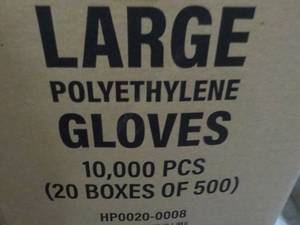 LARGE
POLYETHYLENE
GLOVES
10,000 PCS
(20 BOXES OF 500)
HP0020-0008